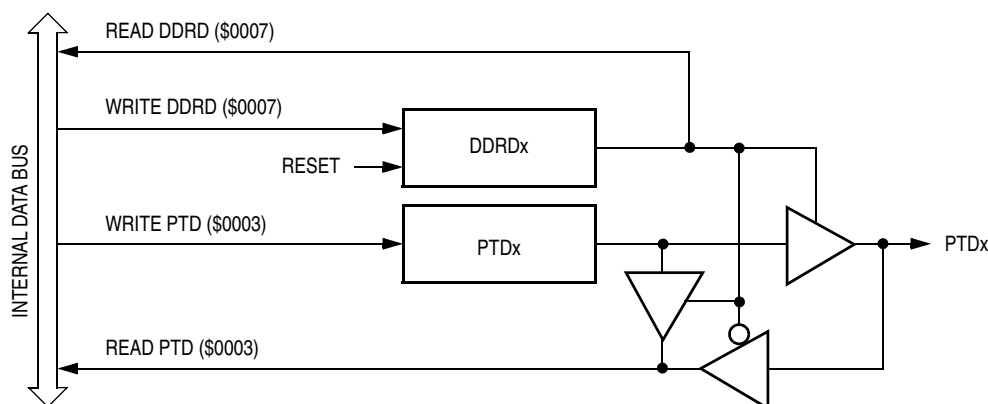 READ DDRD ($0007)
WRITE DDRD ($0007)
DDRDx
RESET
INTERNAL DATA BUS
WRITE PTD ($0003)
PTDx
PTDx
READ PTD ($0003)